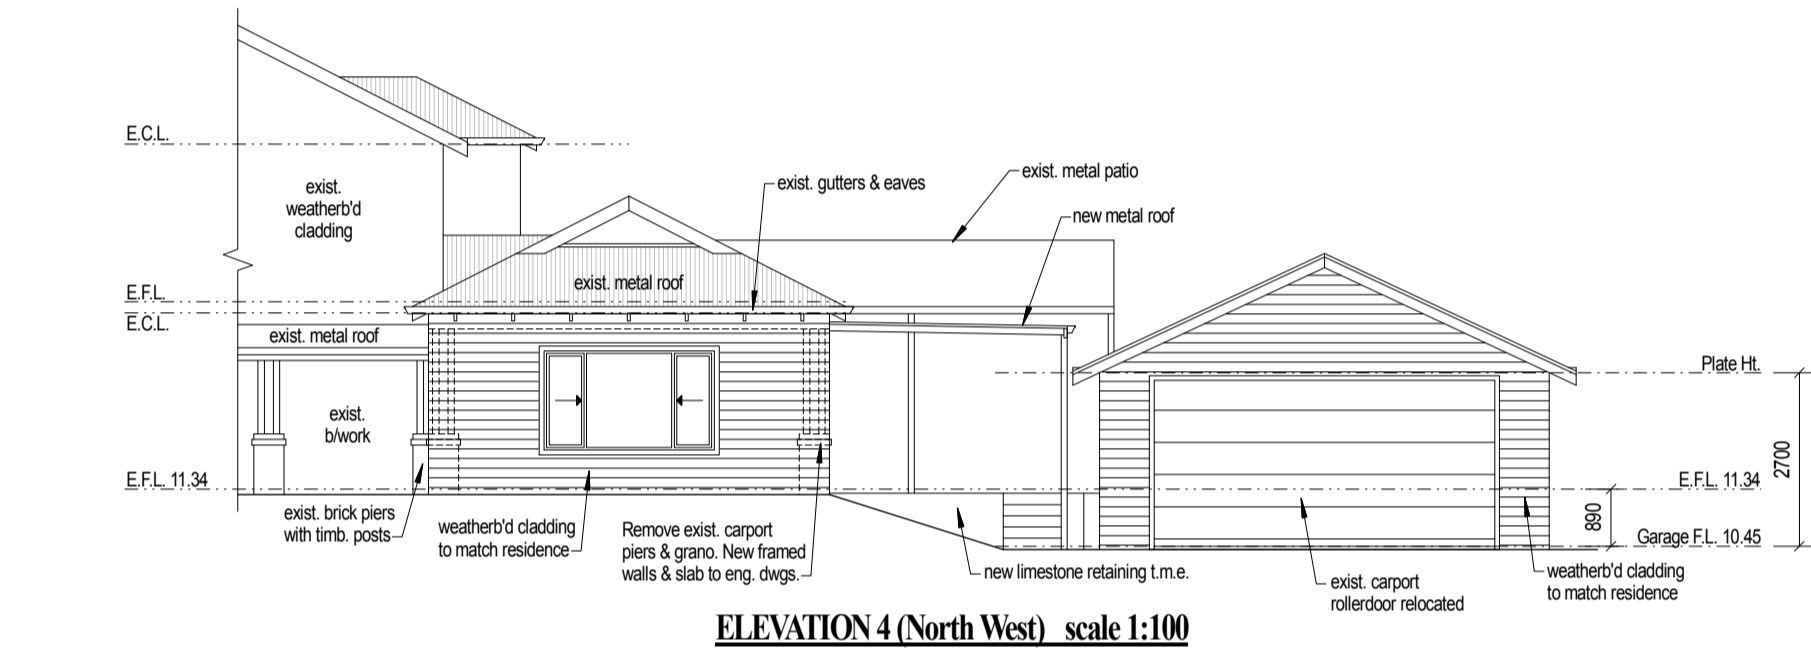 E.C.L.
exist.
weatherb'd
cladding
exist. gutters & eaves
exist. metal patio
new metal roof
E.F.L.
E.C.L.
exist. metal roof
exist. metal roof
Plate Ht.
exist.
b/work
2700
E.F.L. 11.34
E.F.L. 11.34
890
Garage F.L. 10.45
exist. brick piers
with timb. posts
weatherb'd cladding
to match residence
Remove exist. carport
piers & grano. New framed
walls & slab to eng. dwgs.
new limestone retaining t.m.e.
exist. carport
rollerdoor relocated
weatherb'd cladding
to match residence
ELEVATION 4 (North West) scale 1:100